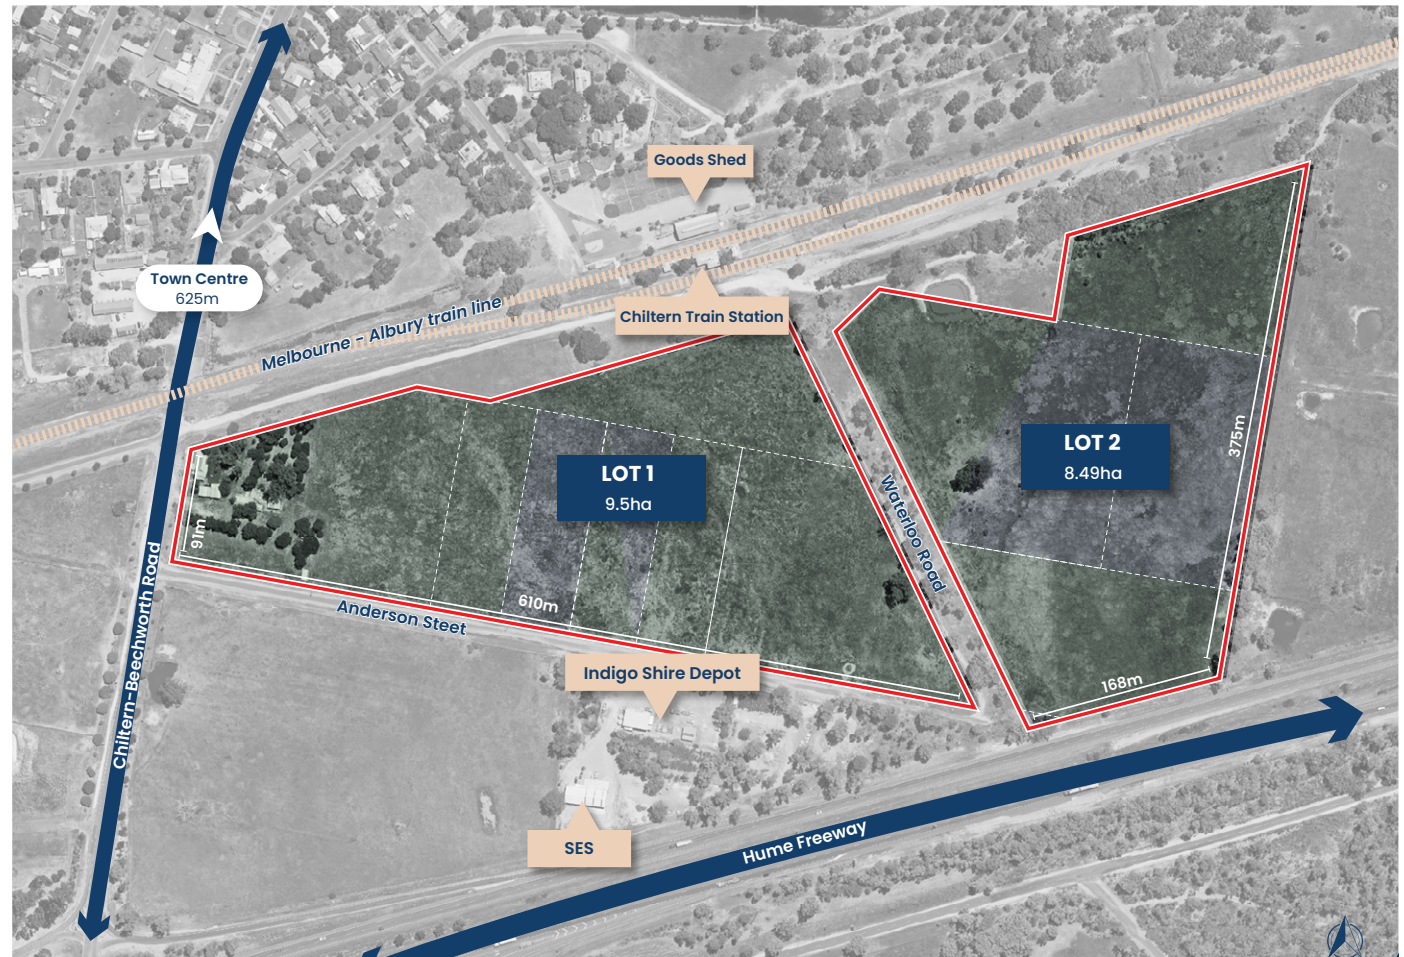 Goods Shed
Town Centre
625m
Melbourne - Albury train line
Chiltern Train Station
LOT 1
9.5ha
LOT 2
8.49ha
375m
91m
Waterloo Road
610m
Anderson Steet
Chiltern-Beechworth Road
Indigo Shire Depot
168m
SES
Hume Freeway